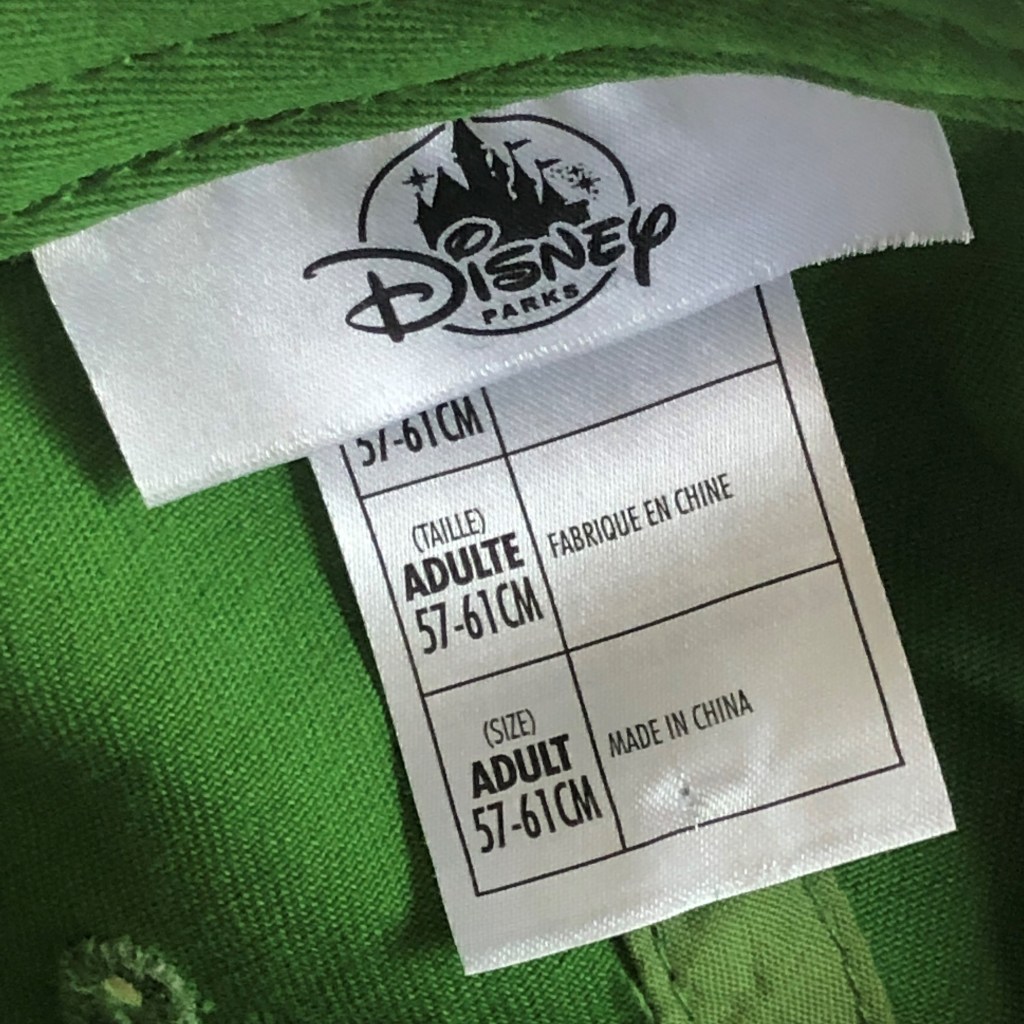 DISNEY
PARKS
57-61CM
(TAILLE)
ADULTE
57-61CM
FABRIQUE EN CHINE
(SIZE)
ADULT
57-61CM
MADE IN CHINA